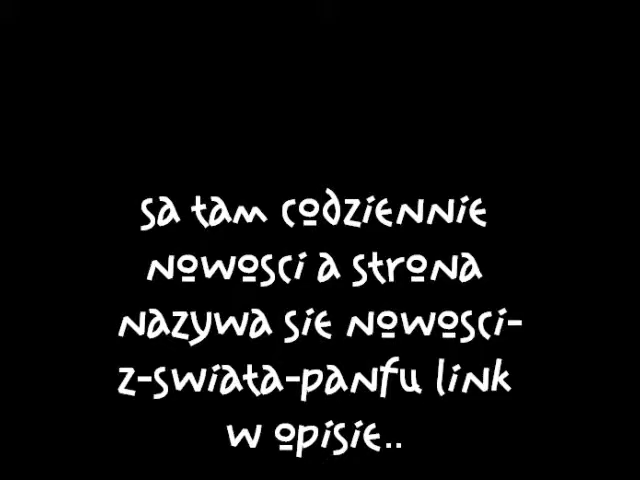 sa tam codziennie
nowosci a strona
nazywa sie nowosci-
z-swiata-panfu link
w opisie..